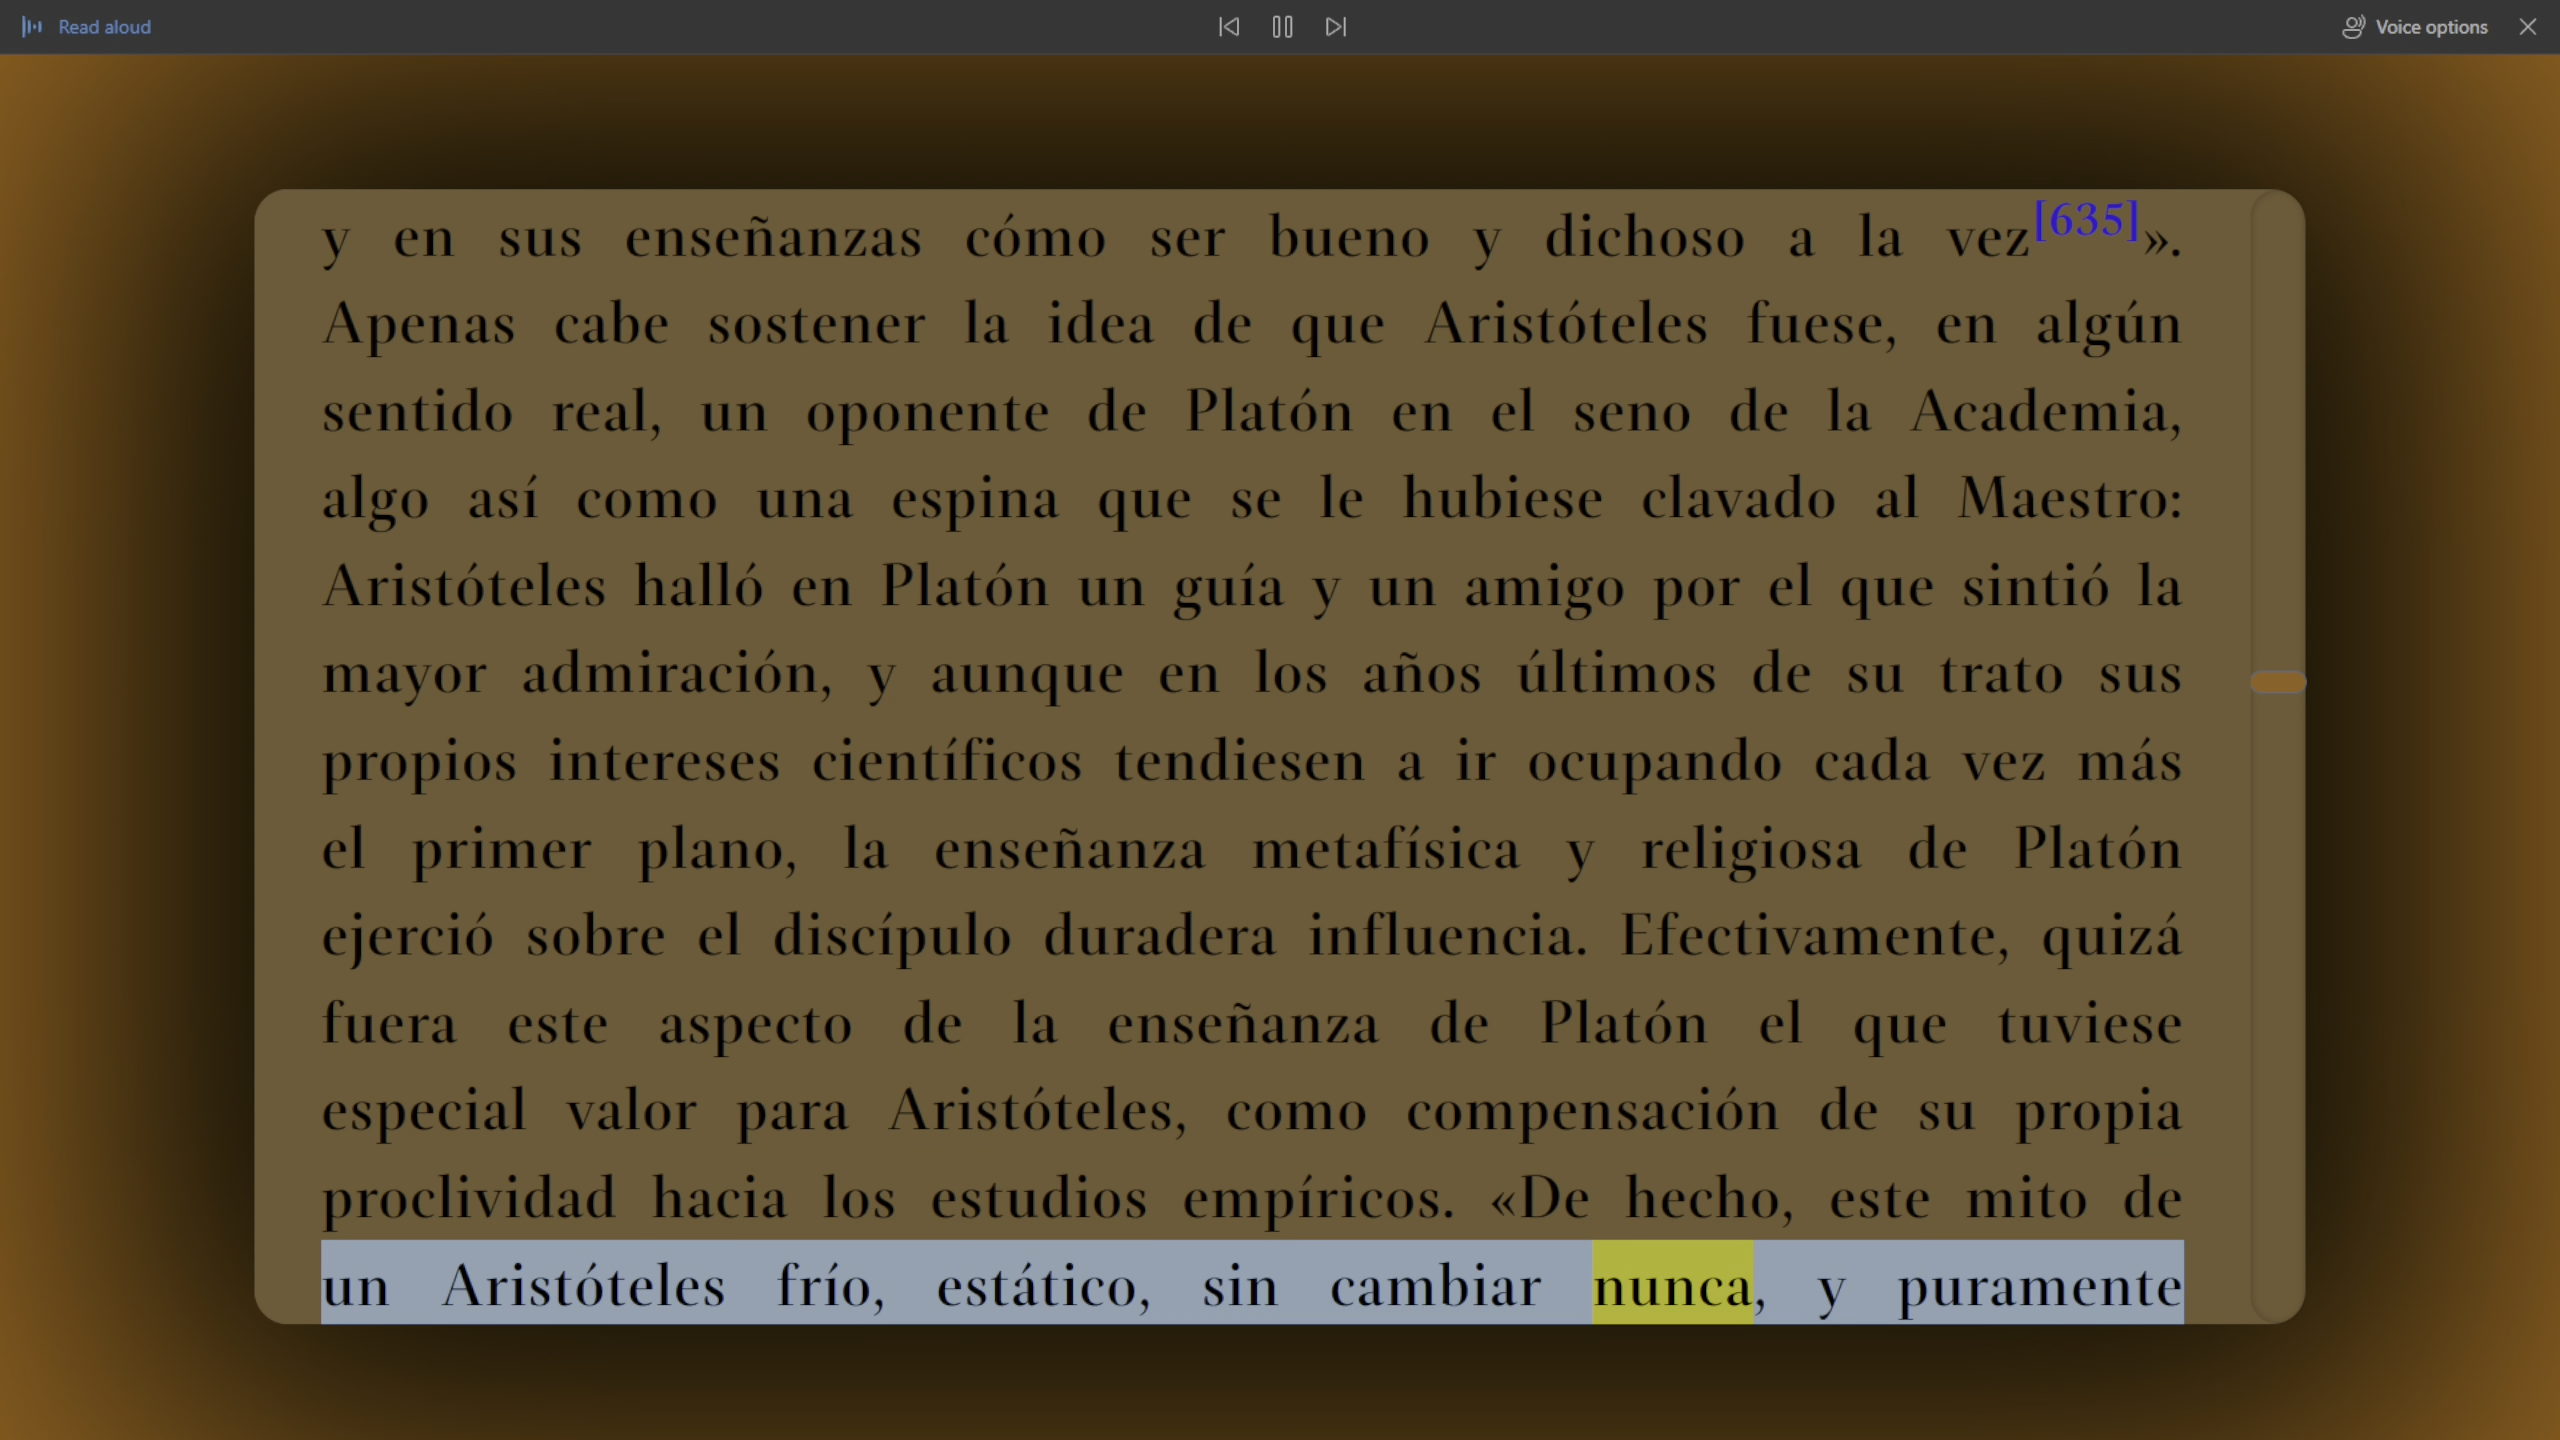 Read aloud
Voice options
y en sus enseñanzas cómo ser bueno y dichoso a la vez[635]».
Apenas cabe sostener la idea de que Aristóteles fuese, en algún
sentido real, un oponente de Platón en el seno de la Academia,
algo así como una espina que se le hubiese clavado al Maestro:
Aristóteles halló en Platón un guía y un amigo por el que sintió la
mayor admiración, y aunque en los años últimos de su trato sus
propios intereses científicos tendiesen a ir ocupando cada vez más
el primer plano, la enseñanza metafísica y religiosa de Platón
ejerció sobre el discípulo duradera influencia. Efectivamente, quizá
fuera este aspecto de la enseñanza de Platón el que tuviese
especial valor para Aristóteles, como compensación de su propia
proclividad hacia los estudios empíricos. «De hecho, este mito de
un Aristóteles frío, estático, sin cambiar nunca, y puramente